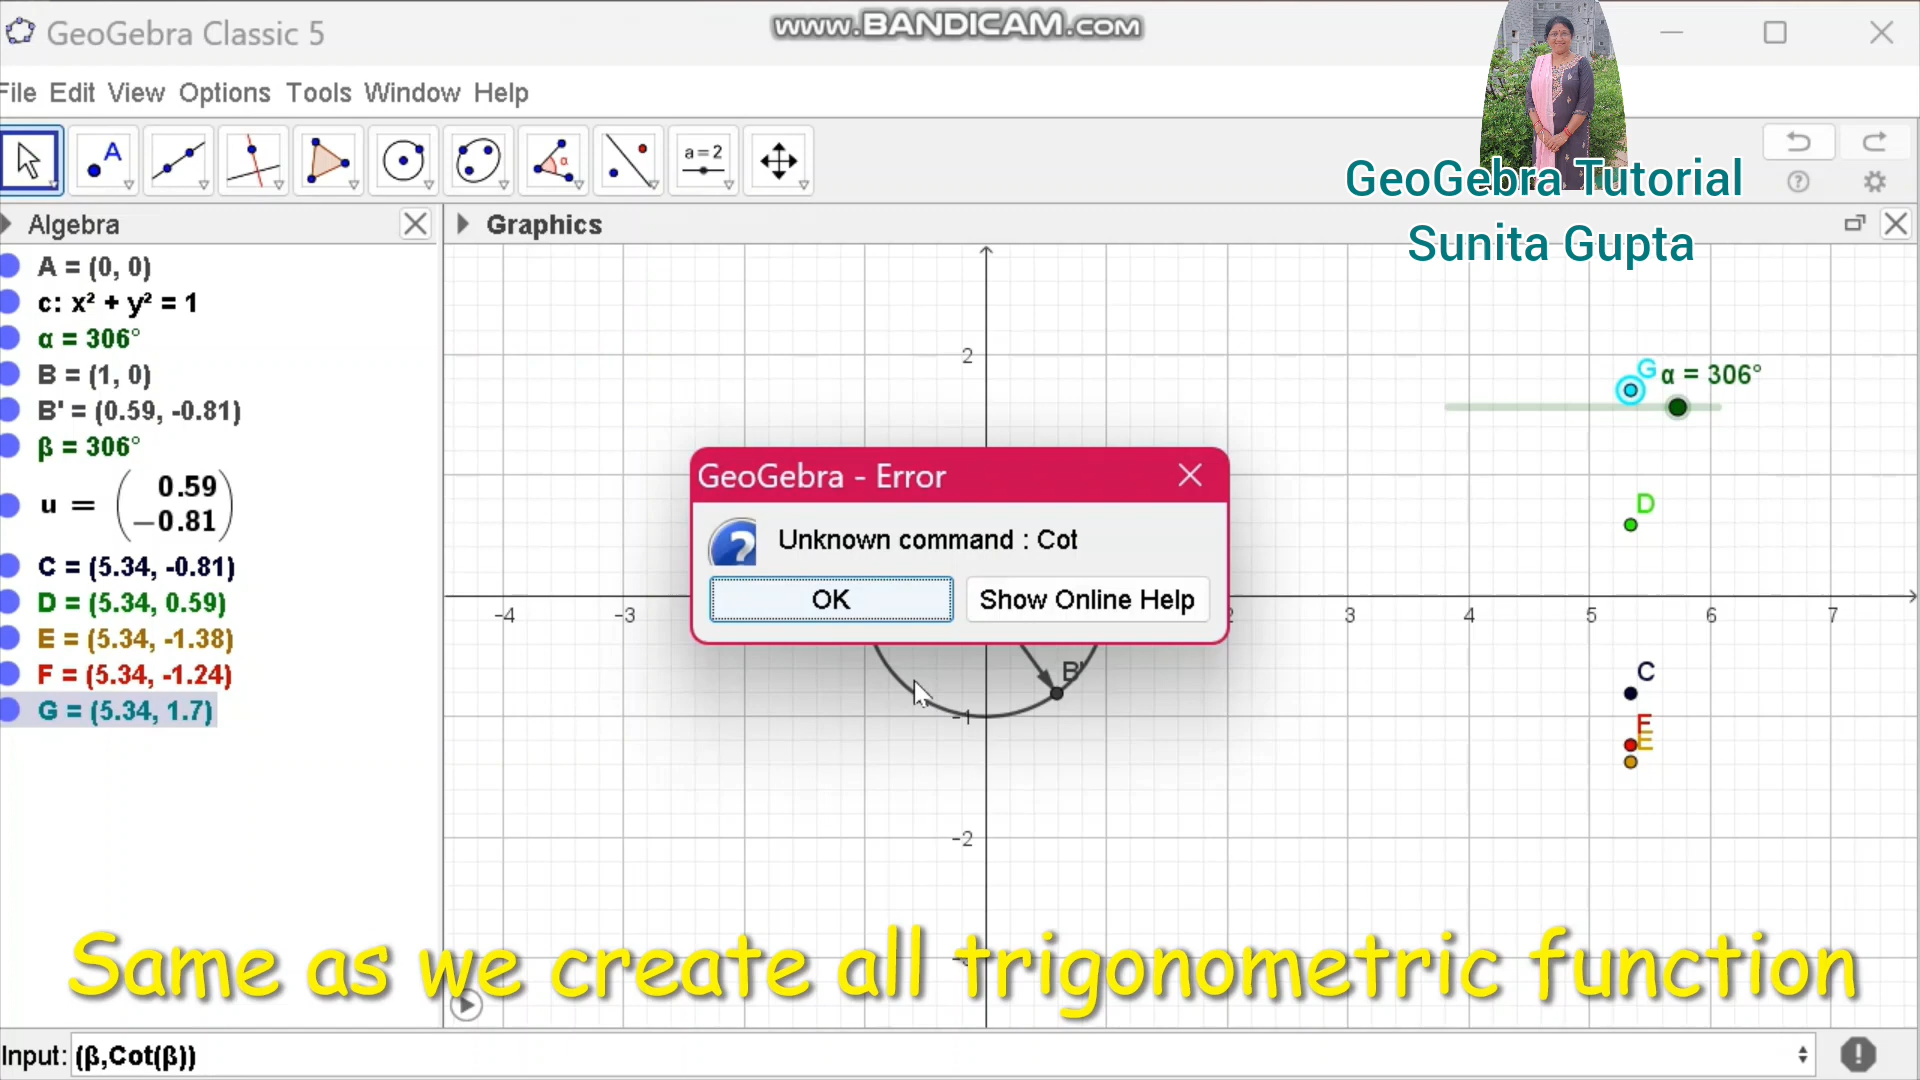 GeoGebra Classic 5
www.BANDICAM.com
File Edit View Options Tools Window Help
A
α
a=2
GeoGebra Tutorial
Sunita Gupta
Algebra
Graphics
A = (0, 0)
c: x² + y² = 1
α = 306°
B = (1, 0)
B' = (0.59, -0.81)
β = 306°
u = (0.59
−0.81)
C = (5.34, -0.81)
D = (5.34, 0.59)
E = (5.34, -1.38)
F = (5.34, -1.24)
G = (5.34, 1.7)
2
G
α = 306°
D
GeoGebra - Error
Unknown command : Cot
OK
Show Online Help
-4 -3 2 3 4 5 6 7
B'
C
F
E
-1
-2
Same as we create all trigonometric function
Input: (β,Cot(β))